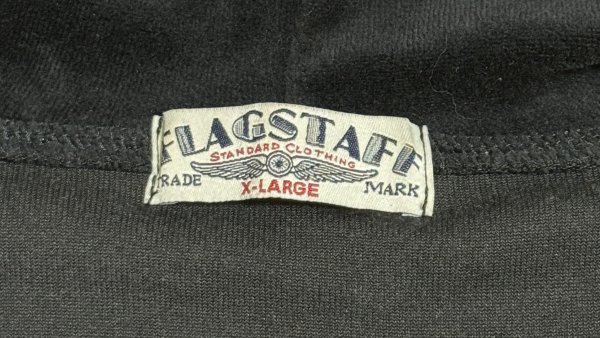 FLAGSTAFF
STANDARD CLOTHING
TRADE MARK
X-LARGE